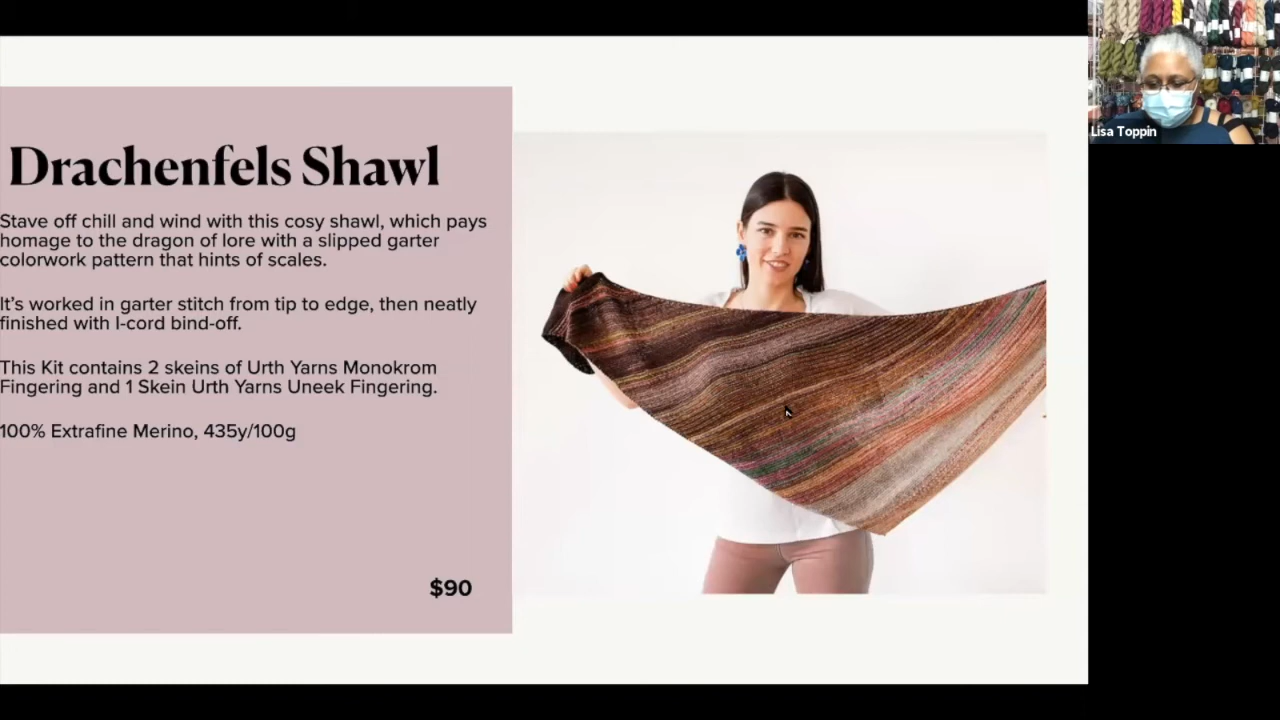 Drachenfels Shawl
Stave off chill and wind with this cosy shawl, which pays
homage to the dragon of lore with a slipped garter
colorwork pattern that hints of scales.
It's worked in garter stitch from tip to edge, then neatly
finished with I-cord bind-off.
This Kit contains 2 skeins of Urth Yarns Monokrom
Fingering and 1 Skein Urth Yarns Uneek Fingering.
100% Extrafine Merino, 435y/100g
$90
Lisa Toppin